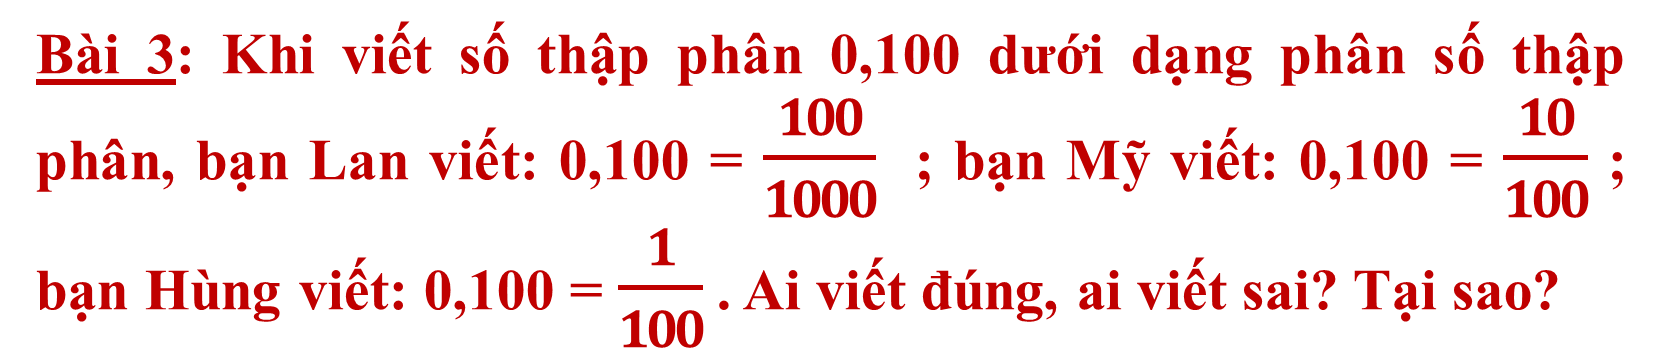 Bài 3: Khi viết số thập phân 0,100 dưới dạng phân số thập
phân, bạn Lan viết: 0,100 = 100/1000 ; bạn Mỹ viết: 0,100 = 10/100 ;
bạn Hùng viết: 0,100 = 1/100 . Ai viết đúng, ai viết sai? Tại sao?